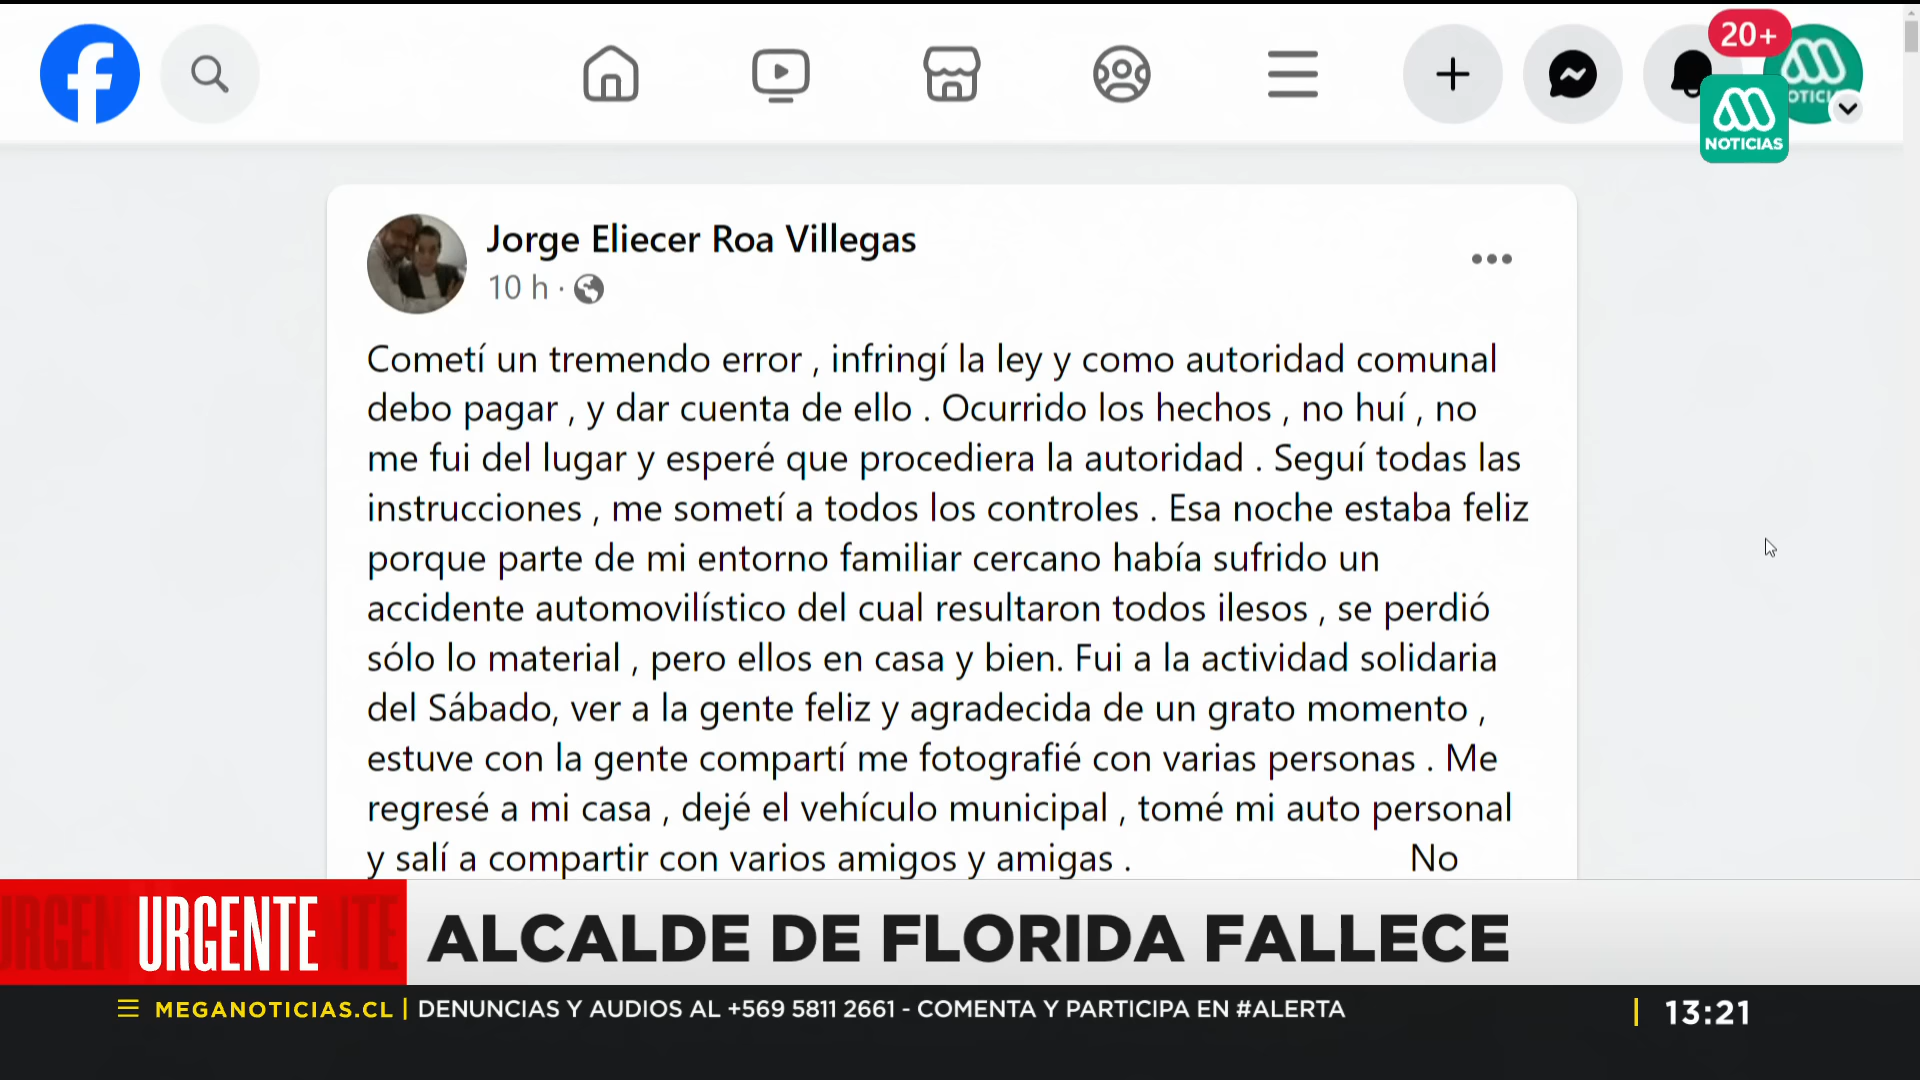 20+
NOTICIAS
Jorge Eliecer Roa Villegas
10 h ·
Cometí un tremendo error , infringí la ley y como autoridad comunal
debo pagar , y dar cuenta de ello . Ocurrido los hechos , no huí , no
me fui del lugar y esperé que procediera la autoridad . Seguí todas las
instrucciones , me sometí a todos los controles . Esa noche estaba feliz
porque parte de mi entorno familiar cercano había sufrido un
accidente automovilístico del cual resultaron todos ilesos , se perdió
sólo lo material , pero ellos en casa y bien. Fui a la actividad solidaria
del Sábado, ver a la gente feliz y agradecida de un grato momento ,
estuve con la gente compartí me fotografié con varias personas . Me
regresé a mi casa , dejé el vehículo municipal , tomé mi auto personal
y salí a compartir con varios amigos y amigas . No
URGENTE
ALCALDE DE FLORIDA FALLECE
MEGANOTICIAS.CL | DENUNCIAS Y AUDIOS AL +569 5811 2661 - COMENTA Y PARTICIPA EN #ALERTA
13:21